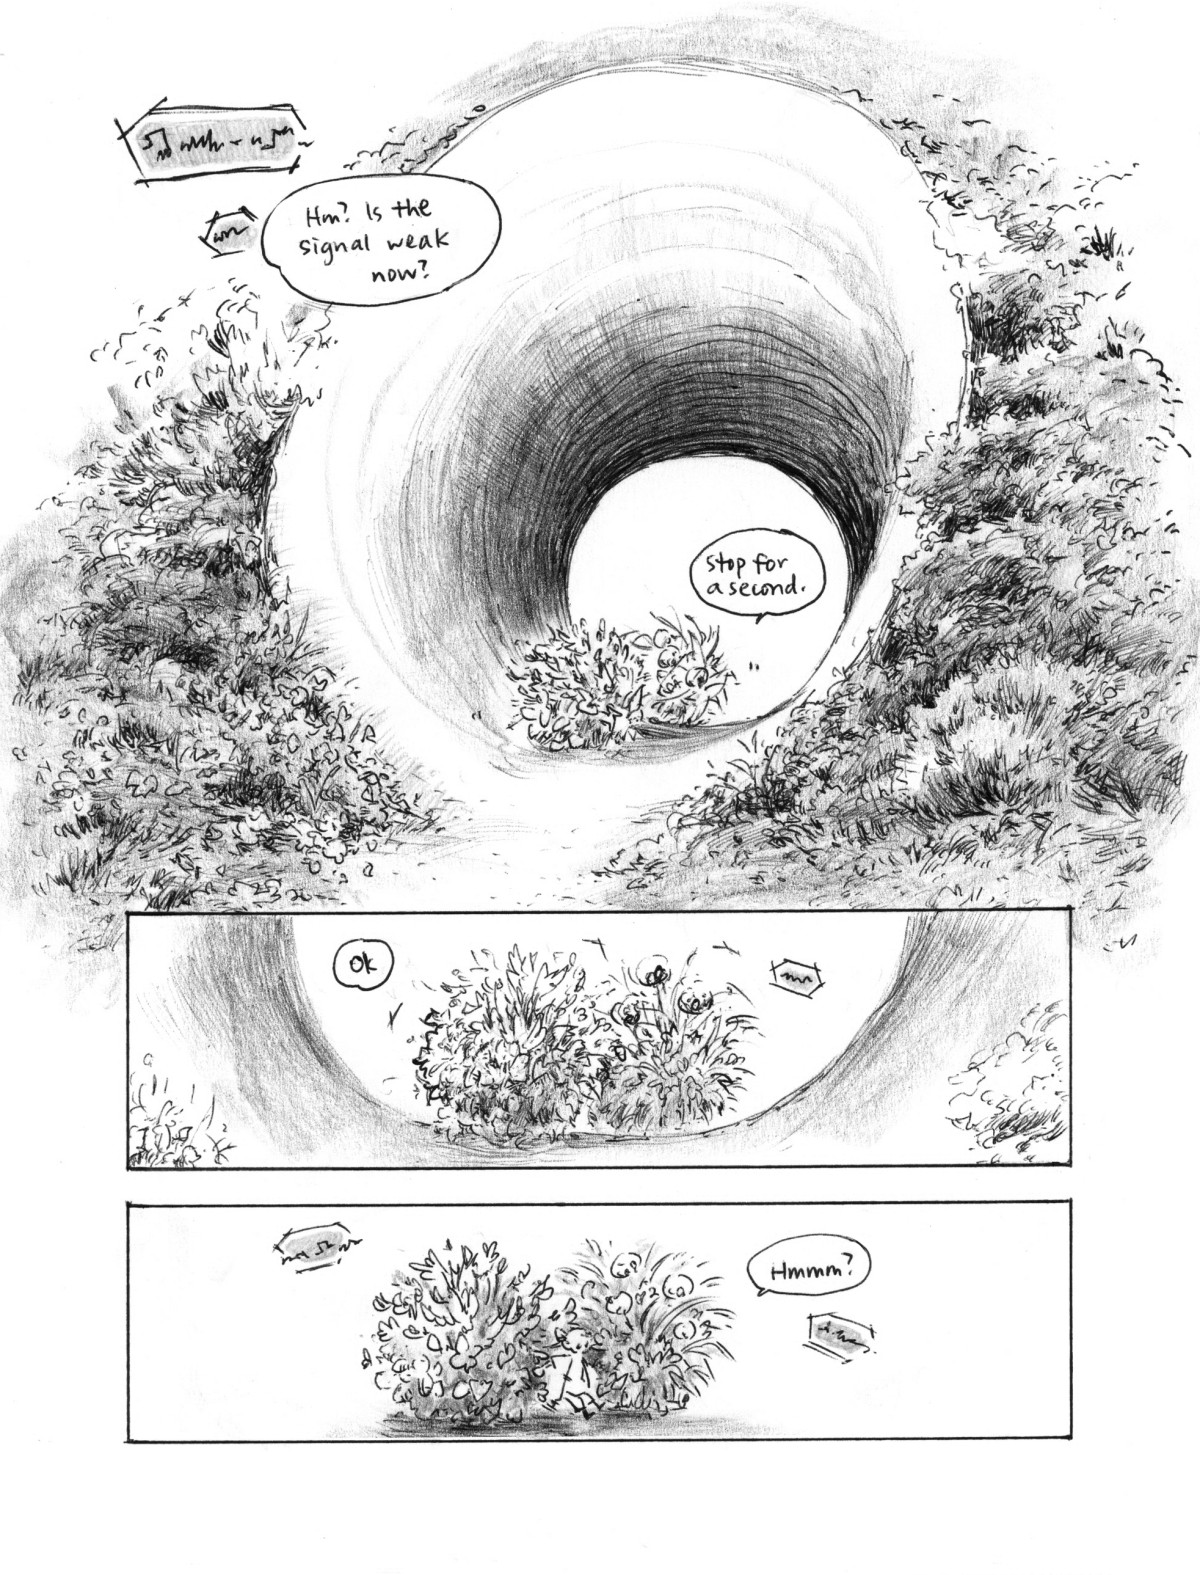 Hm? Is the
signal weak
now?
Stop for
a second.
OK
Hmmm?